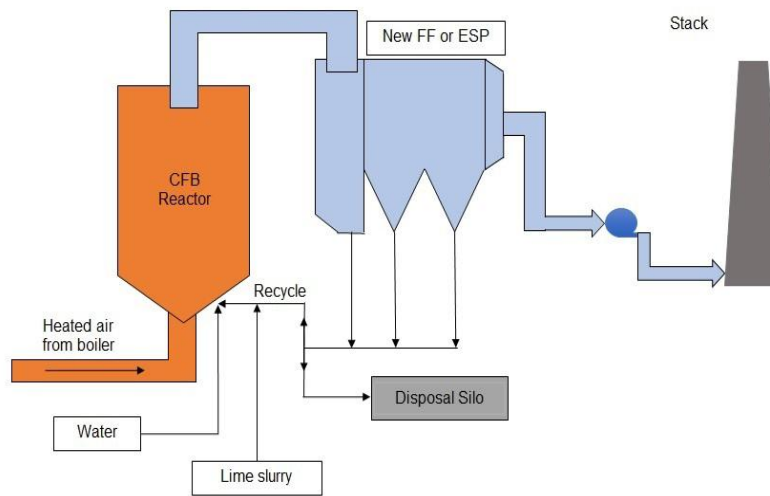 New FF or ESP
Stack
CFB
Reactor
Recycle
Heated air
from boiler
Disposal Silo
Water
Lime slurry